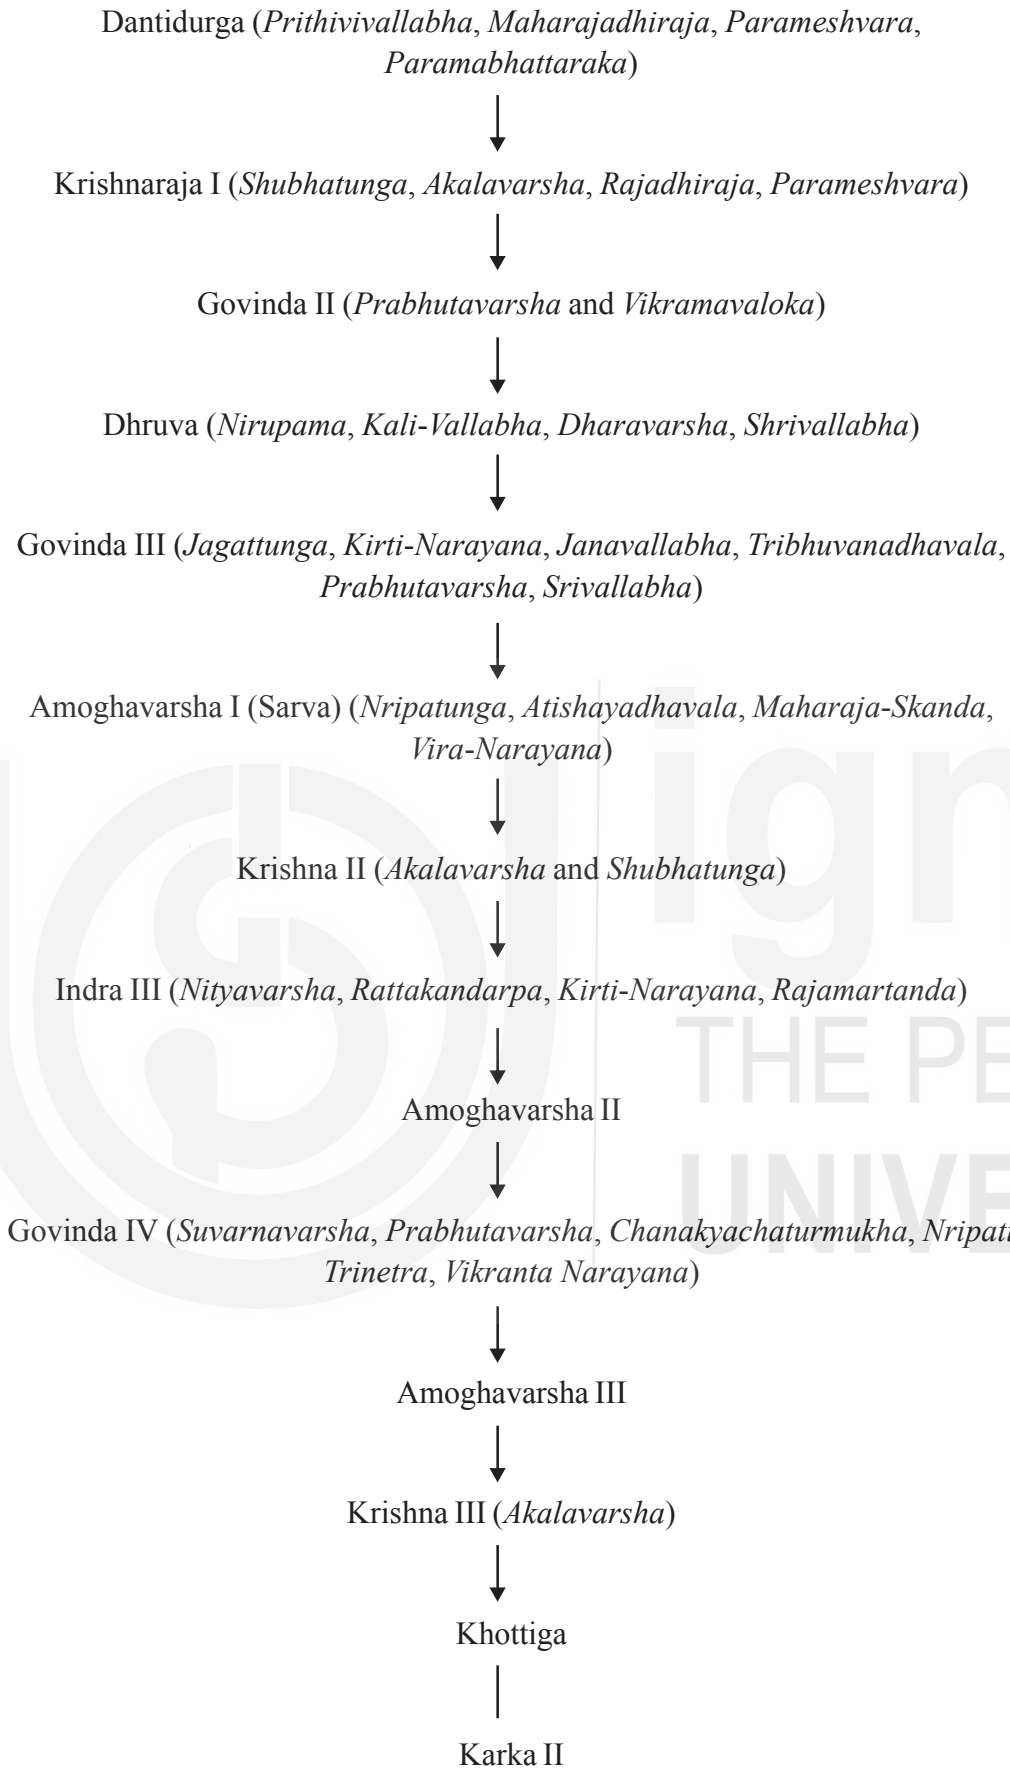 Dantidurga (Prithivivallabha, Maharajadhiraja, Parameshvara,
Paramabhattaraka)
Krishnaraja I (Shubhatunga, Akalavarsha, Rajadhiraja, Parameshvara)
Govinda II (Prabhutavarsha and Vikramavaloka)
Dhruva (Nirupama, Kali-Vallabha, Dharavarsha, Shrivallabha)
Govinda III (Jagattunga, Kirti-Narayana, Janavallabha, Tribhuvanadhavala,
Prabhutavarsha, Srivallabha)
Amoghavarsha I (Sarva) (Nripatunga, Atishayadhavala, Maharaja-Skanda,
Vira-Narayana)
Krishna II (Akalavarsha and Shubhatunga)
Indra III (Nityavarsha, Rattakandarpa, Kirti-Narayana, Rajamartanda)
THE
Amoghavarsha II
Govinda IV (Suvarnavarsha, Prabhutavarsha, Chanakyachaturmukha,
Trinetra, Vikranta Narayana)
Amoghavarsha III
Krishna III (Akalavarsha)
Khottiga
Karka II